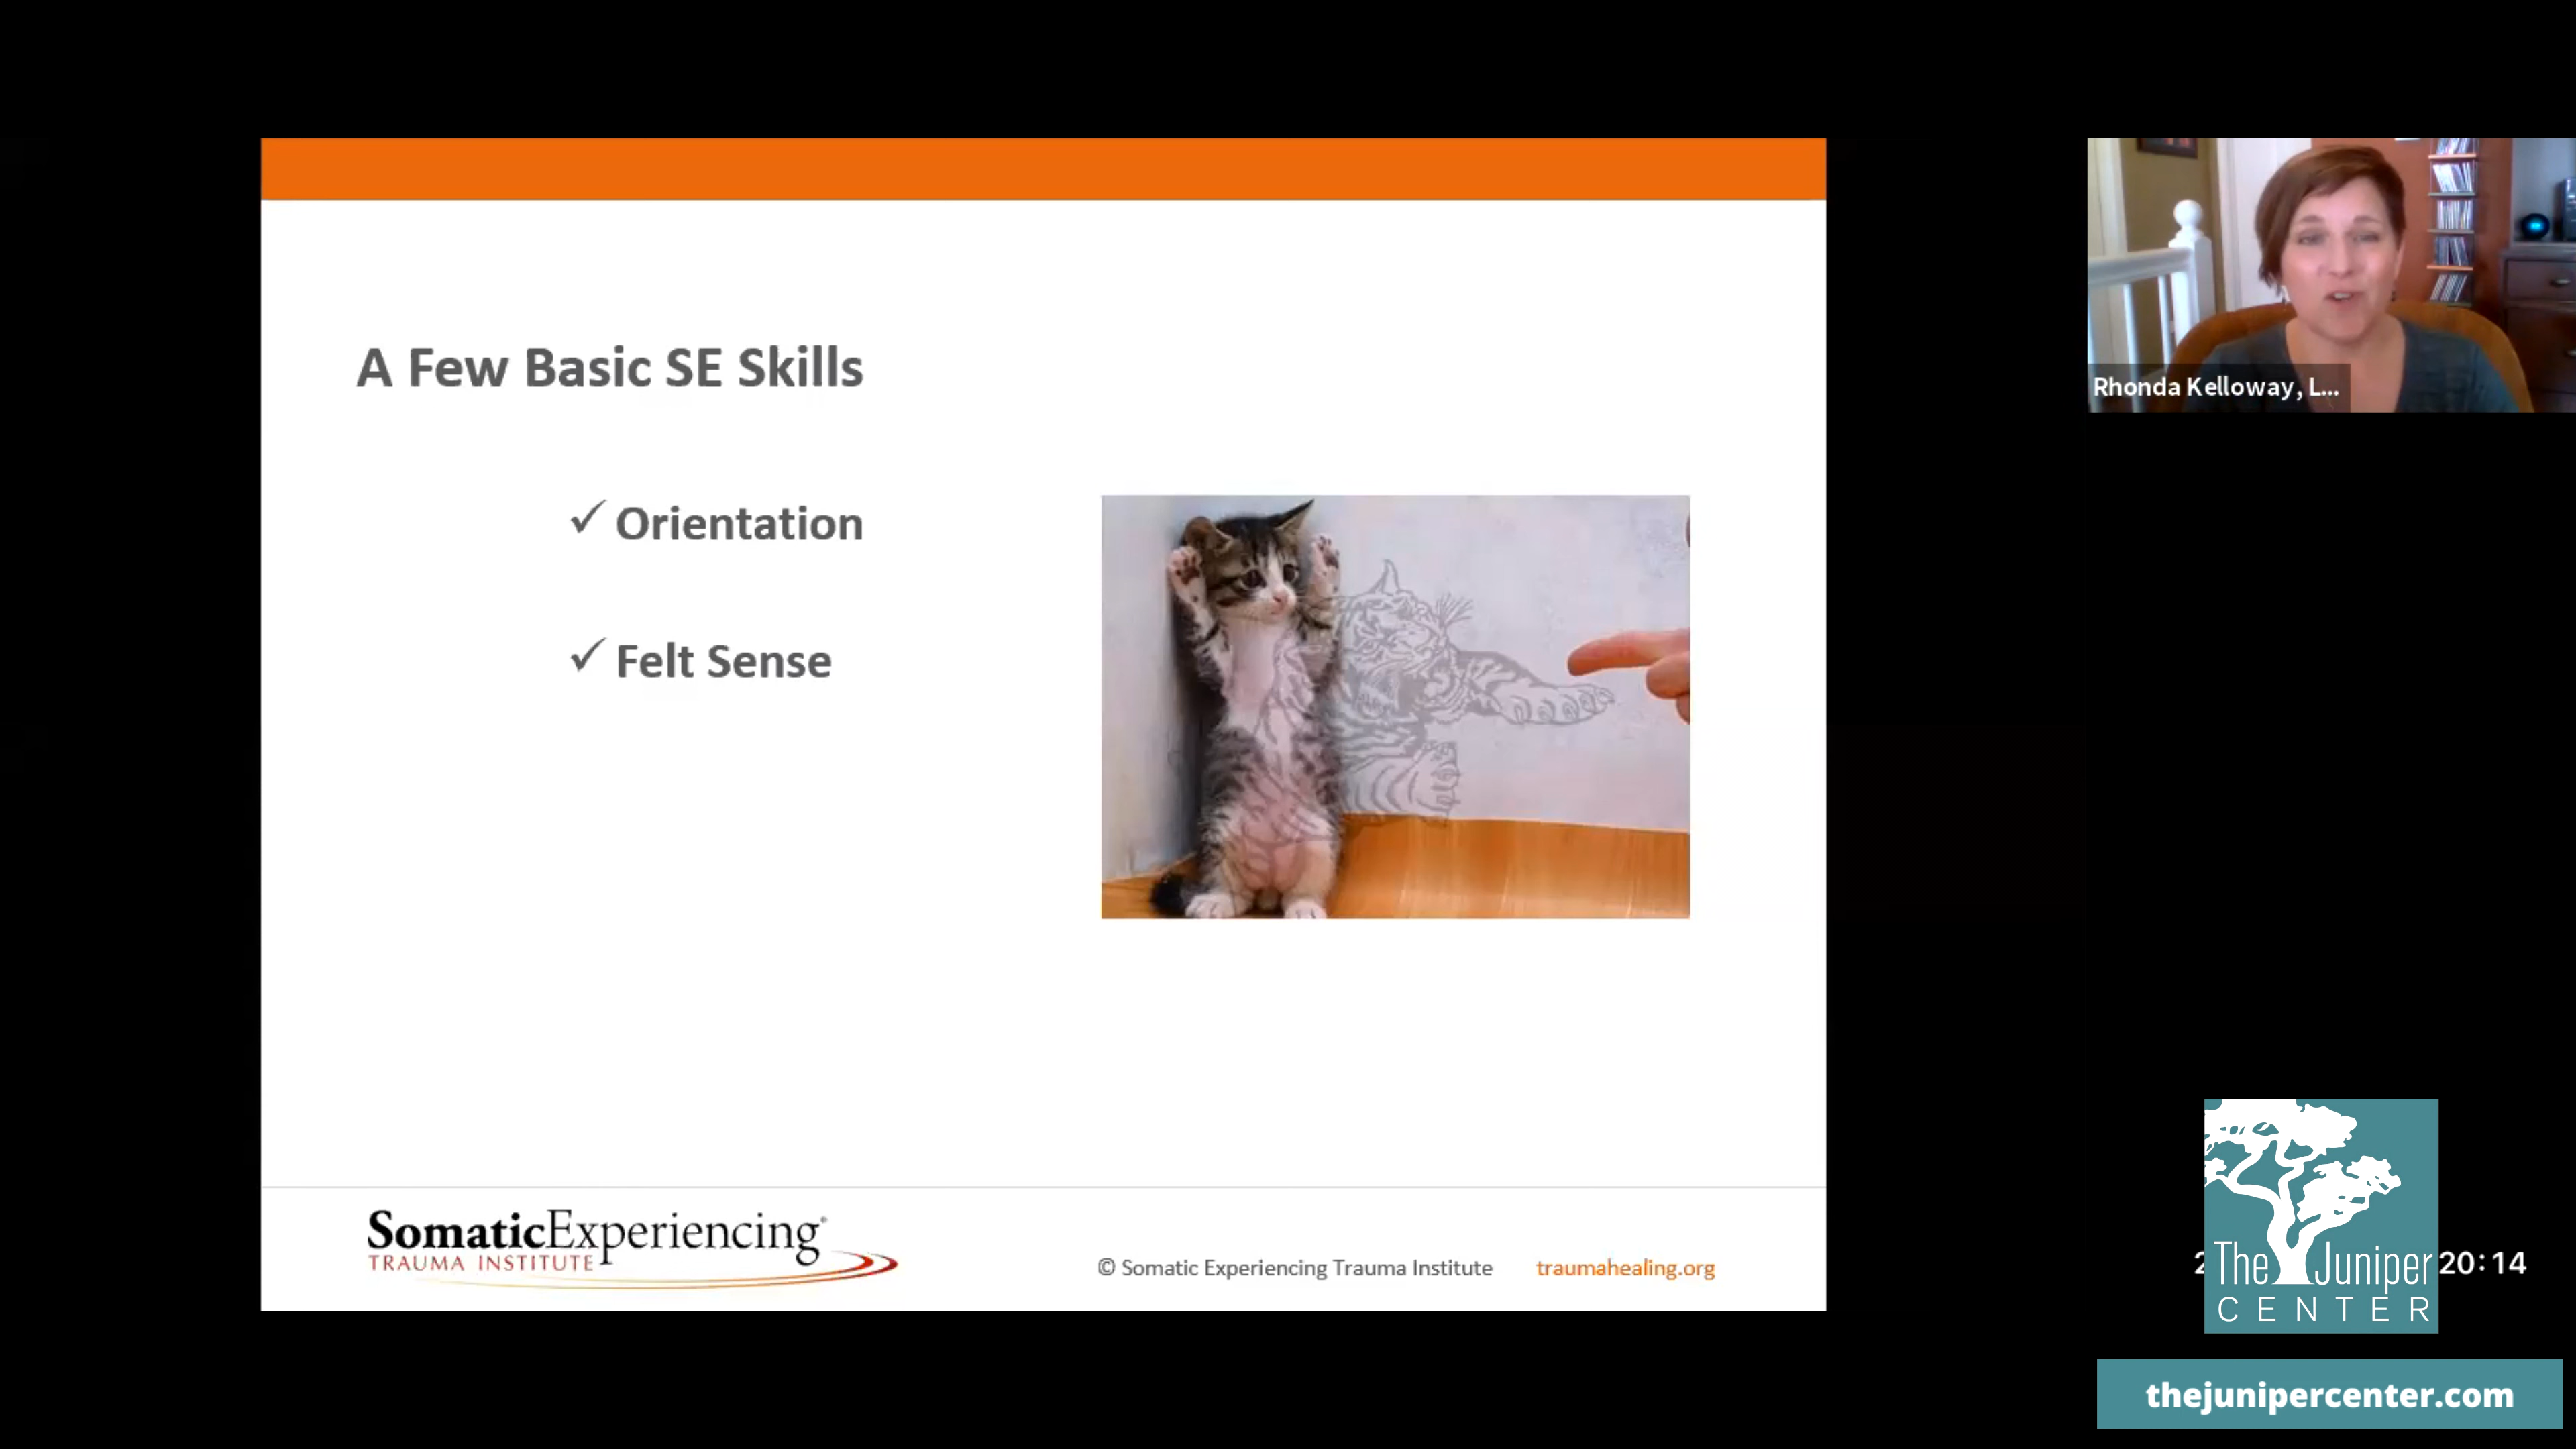 A Few Basic SE Skills
✓ Orientation
✓ Felt Sense
SomaticExperiencing®
TRAUMA INSTITUTE
© Somatic Experiencing Trauma Institute traumahealing.org
Rhonda Kelloway, L...
20:14
The Juniper
CENTER
thejunipercenter.com